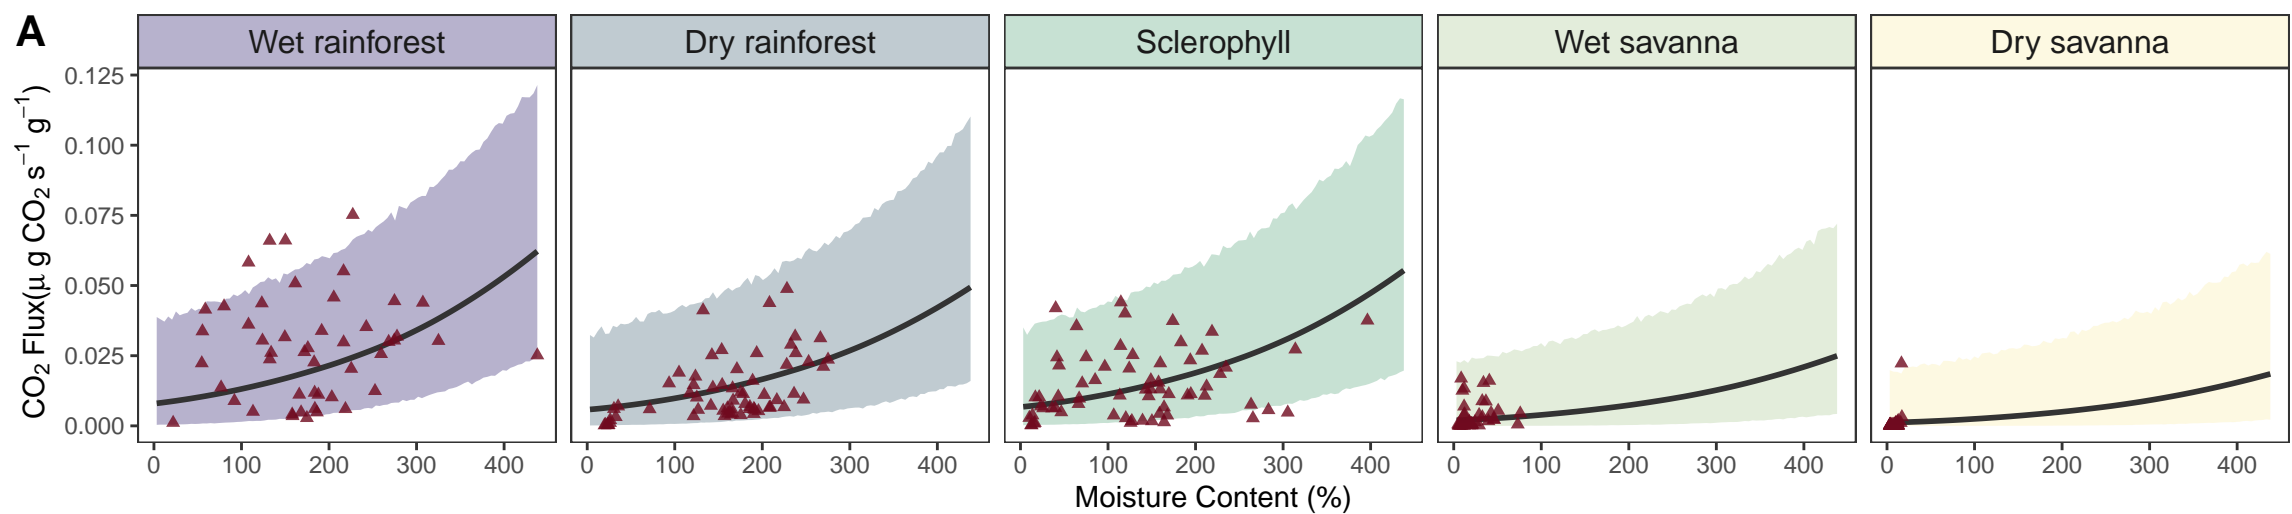 A
Wet rainforest
Dry rainforest
Sclerophyll
Wet savanna
Dry savanna
CO₂ Flux(μ g CO₂ s⁻¹ g⁻¹)
0.125
0.100
0.075
0.050
0.025
0.000
0 100 200 300 400
0 100 200 300 400
0 100 200 300 400
0 100 200 300 400
0 100 200 300 400
Moisture Content (%)